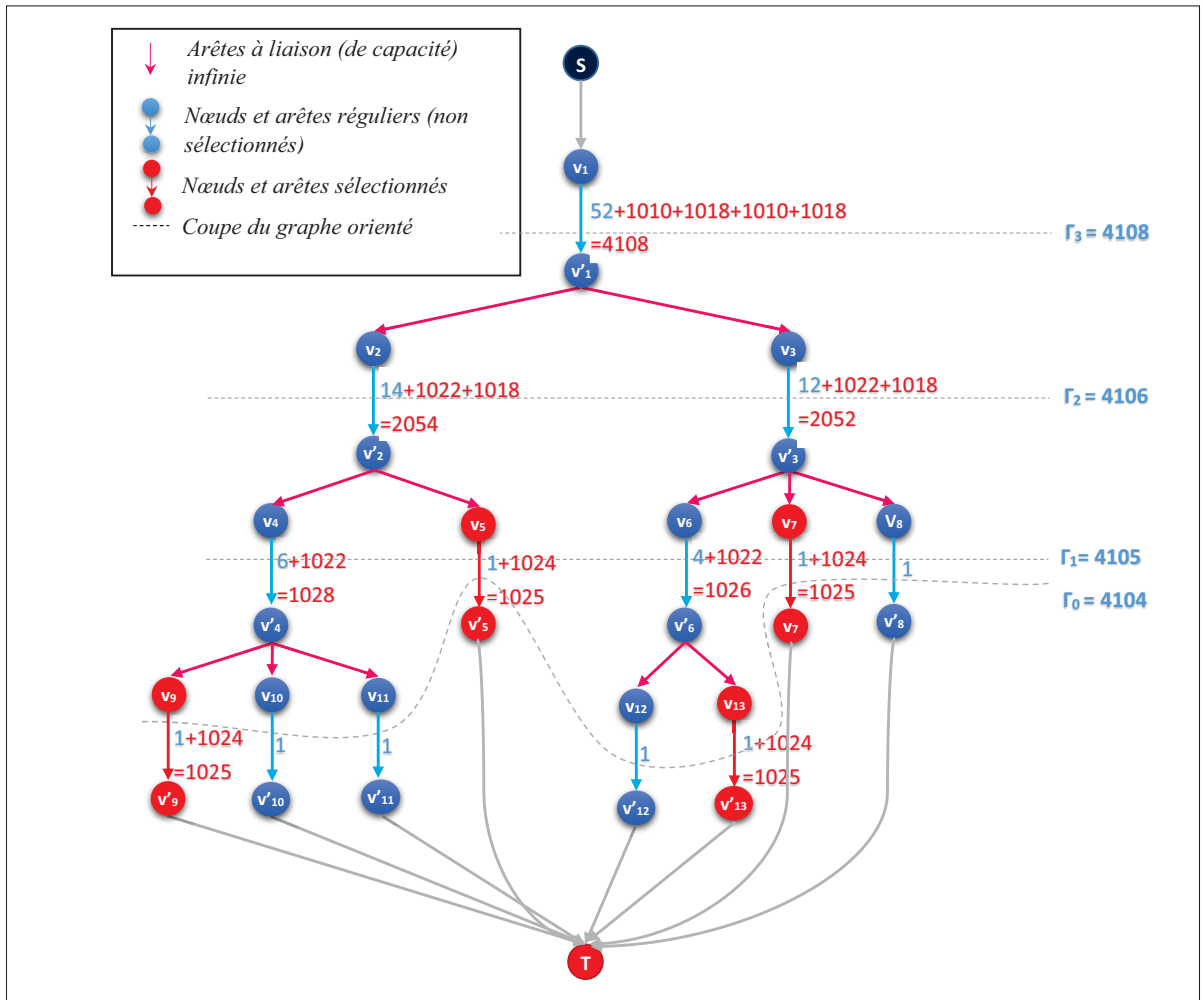 Arêtes à liaison (de capacité)
infinie
Nœuds et arêtes réguliers (non
sélectionnés)
Nœuds et arêtes sélectionnés
Coupe du graphe orienté
S
v1
52+1010+1018+1010+1018
=4108
Γ3 = 4108
v'1
v2
v3
14+1022+1018
=2054
12+1022+1018
=2052
Γ2 = 4106
v'2
v'3
v4
v5
v6
v7
V8
6+1022
=1028
1+1024
=1025
4+1022
=1026
1+1024
=1025
1
Γ1 = 4105
Γ0 = 4104
v'4
v'5
v'6
v7
v'8
v9
v10
v11
v12
v13
1+1024
=1025
1
1
1
1+1024
=1025
v'9
v'10
v'11
v'12
v'13
T